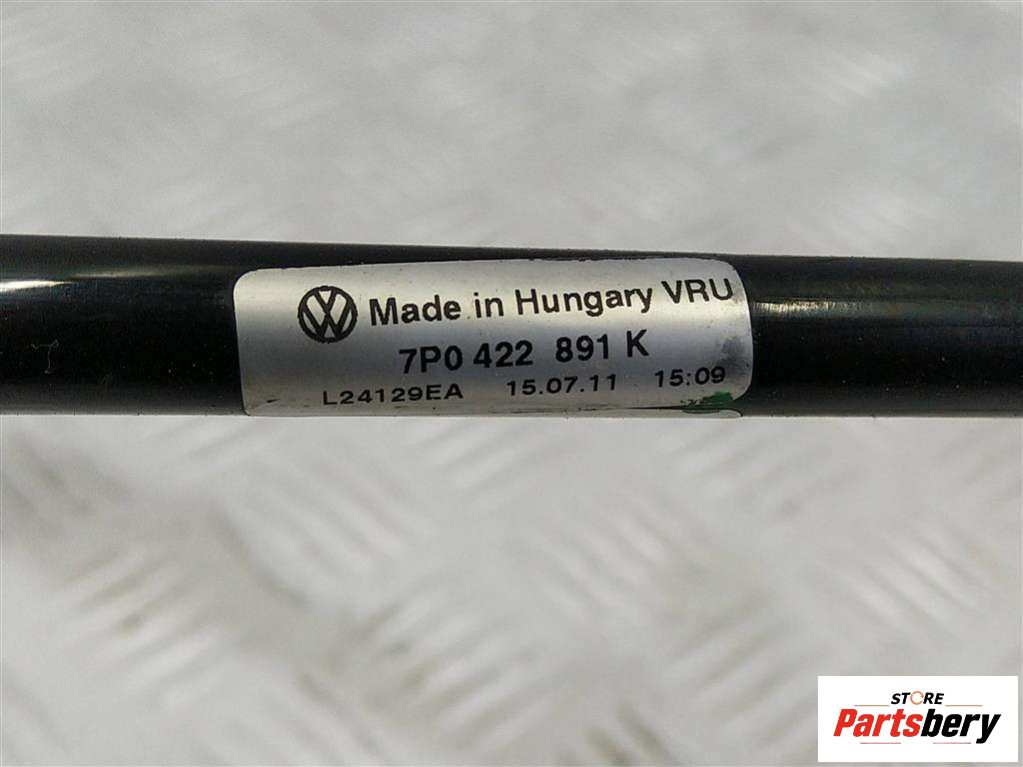 Made in Hungary VRU
7P0 422 891 K
L24129EA 15.07.11 15:09
STORE
Partsbery